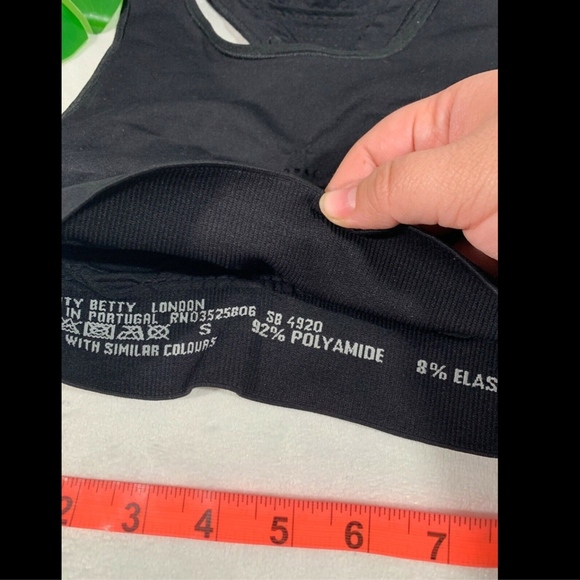 TY BETTY LONDON
IN PORTUGAL RN03525806 SB 4920
S 92% POLYAMIDE 8% ELAS
WITH SIMILAR COLOURS
2 3 4 5 6 7